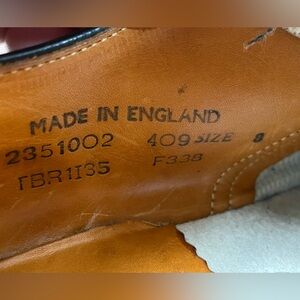 MADE IN ENGLAND
2351002 409 SIZE 8
TBR1135 F338